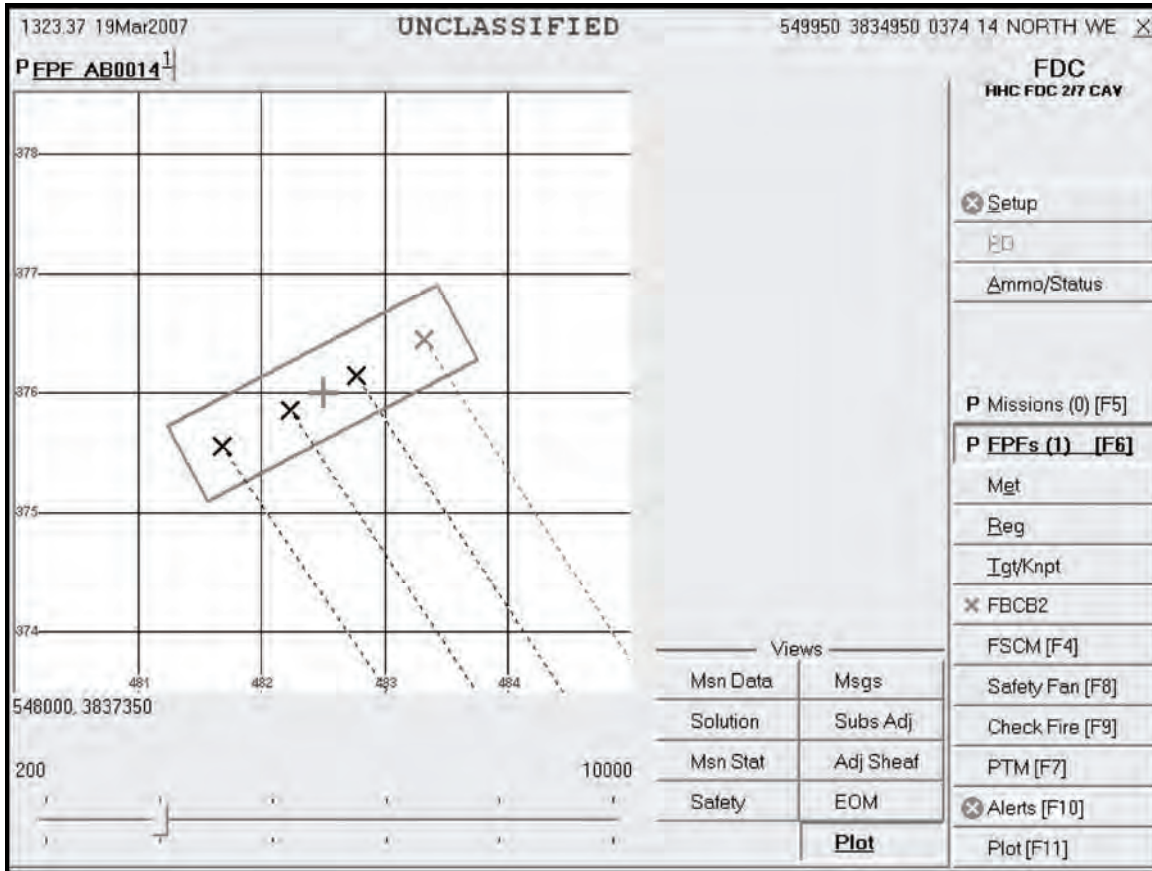 1323.37 19Mar2007 UNCLASSIFIED 549950 3834950 0374 14 NORTH WE X
P FPF AB0014 1
FDC
HHC FDC 2/7 CAV
378
377
376
375
374
481 482 483 484
548000, 3837350
200 10000
Views
Msn Data Msgs
Solution Subs Adj
Msn Stat Adj Sheaf
Safety EOM
Plot
Setup
Ammo/Status
P Missions (0) [F5]
P FPFs (1) [F6]
Met
Reg
Tgt/Knpt
FBCB2
FSCM [F4]
Safety Fan [F8]
Check Fire [F9]
PTM [F7]
Alerts [F10]
Plot [F11]